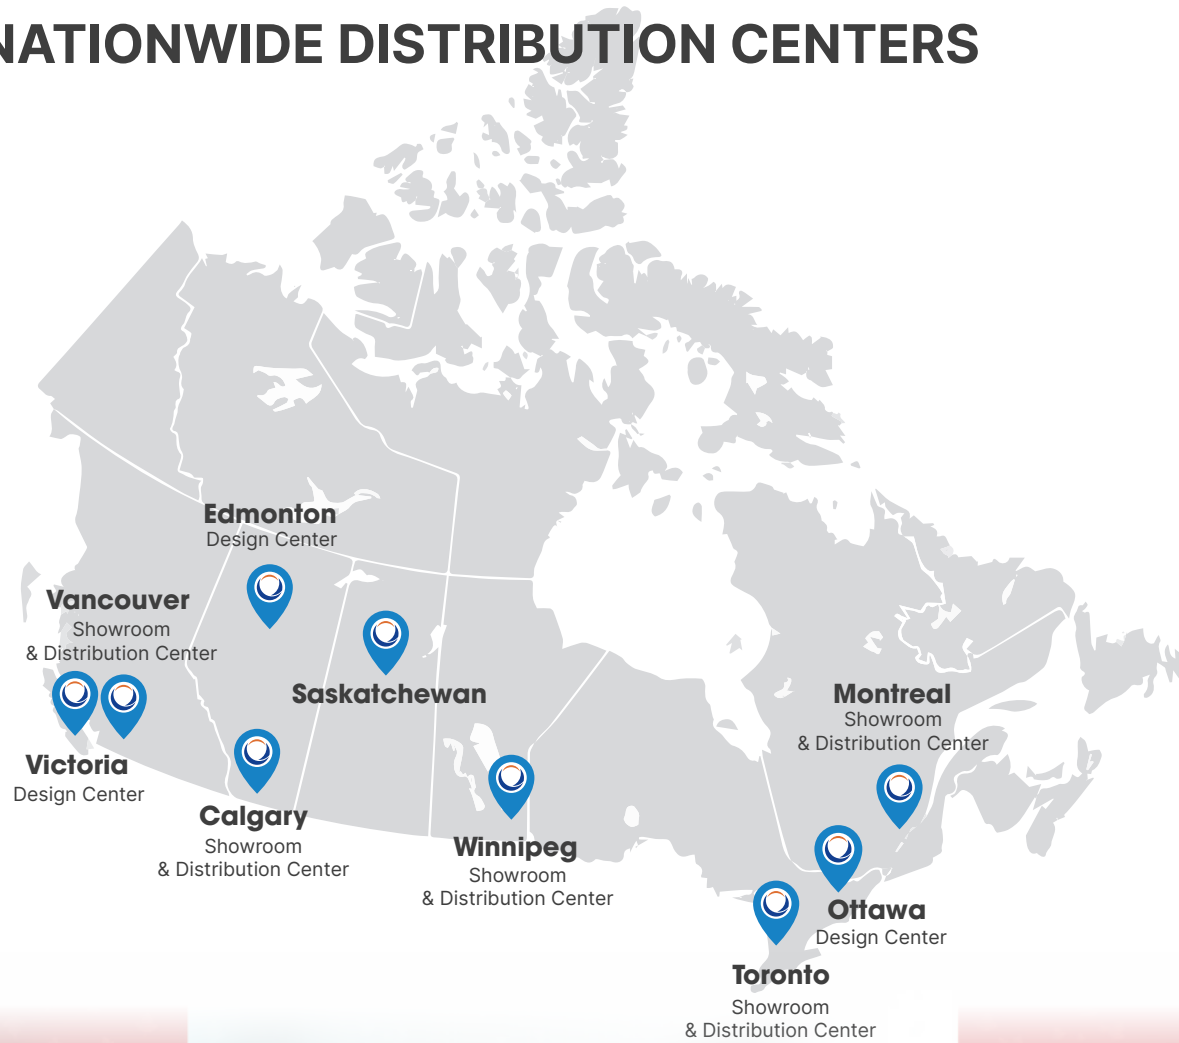 NATIONWIDE DISTRIBUTION CENTERS
Edmonton
Design Center
Vancouver
Showroom
& Distribution Center
Saskatchewan
Montreal
Showroom
& Distribution Center
Victoria
Design Center
Calgary
Showroom
& Distribution Center
Winnipeg
Showroom
& Distribution Center
Ottawa
Design Center
Toronto
Showroom
& Distribution Center